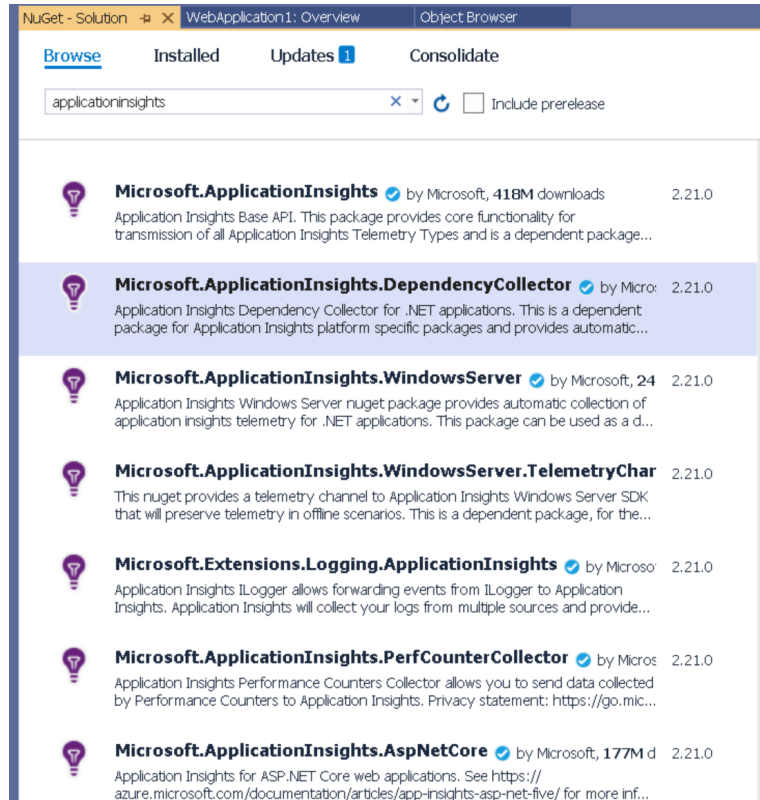 NuGet - Solution
WebApplication1: Overview
Object Browser
Browse
Installed
Updates 1
Consolidate
applicationinsights
Include prerelease
Microsoft.ApplicationInsights by Microsoft, 418M downloads 2.21.0
Application Insights Base API. This package provides core functionality for
transmission of all Application Insights Telemetry Types and is a dependent package...
Microsoft.ApplicationInsights.DependencyCollector by Micro 2.21.0
Application Insights Dependency Collector for .NET applications. This is a dependent
package for Application Insights platform specific packages and provides automatic...
Microsoft.ApplicationInsights.WindowsServer by Microsoft, 24 2.21.0
Application Insights Windows Server nuget package provides automatic collection of
application insights telemetry for .NET applications. This package can be used as a d...
Microsoft.ApplicationInsights.WindowsServer.TelemetryChar 2.21.0
This nuget provides a telemetry channel to Application Insights Windows Server SDK
that will preserve telemetry in offline scenarios. This is a dependent package, for the...
Microsoft.Extensions.Logging.ApplicationInsights by Microso 2.21.0
Application Insights ILogger allows forwarding events from ILogger to Application
Insights. Application Insights will collect your logs from multiple sources and provide...
Microsoft.ApplicationInsights.PerfCounterCollector by Micros 2.21.0
Application Insights Performance Counters Collector allows you to send data collected
by Performance Counters to Application Insights. Privacy statement: https://go.mic...
Microsoft.ApplicationInsights.AspNetCore by Microsoft, 177M d 2.21.0
Application Insights for ASP.NET Core web applications. See https://
azure.microsoft.com/documentation/articles/app-insights-asp-net-five/ for more inf...